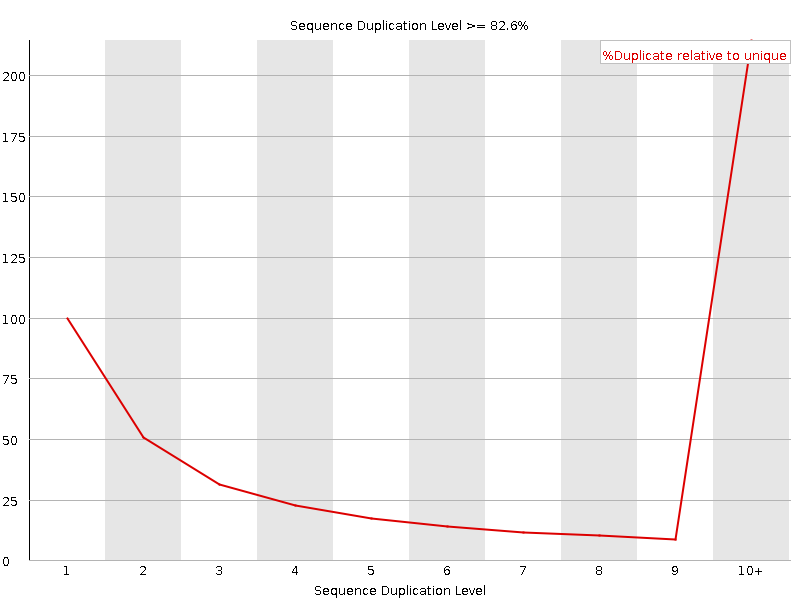 Sequence Duplication Level >= 82.6%
%Duplicate relative to unique
200
175
150
125
100
75
50
25
0
1 2 3 4 5 6 7 8 9 10+
Sequence Duplication Level